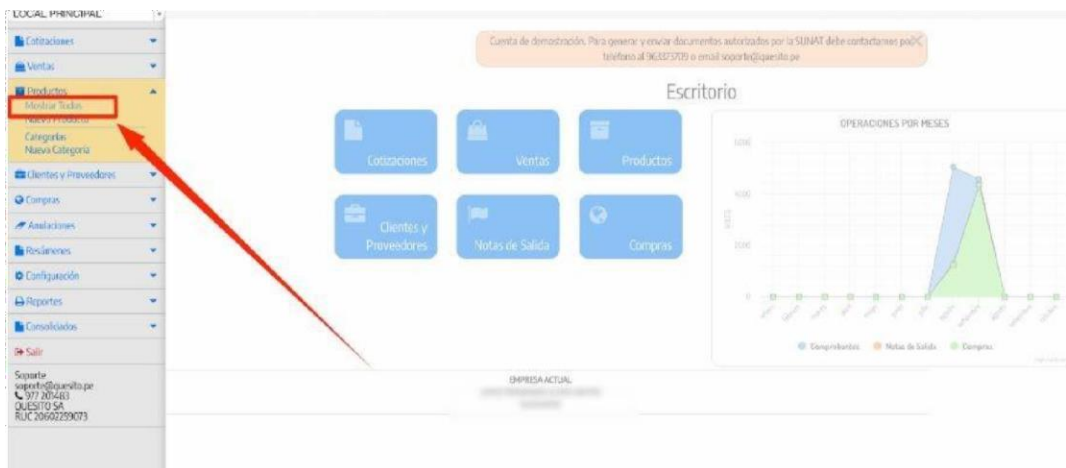 LOCAL PRINCIPAL
Cotizaciones
Ventas
Productos
Mostrar Todos
Nuevo Producto
Categorías
Nueva Categoría
Clientes y Proveedores
Compras
Anulaciones
Resúmenes
Configuración
Reportes
Consolidados
Salir
Soporte
soporte@quesito.pe
977 201483
QUESITO SA
RUC 20602259073
Cuenta de demostración. Para generar y enviar documentos autorizados por la SUNAT debe contactarnos por
teléfono al 963323709 o email soporte@quesito.pe
Escritorio
Cotizaciones
Ventas
Productos
Clientes y
Proveedores
Notas de Salida
Compras
OPERACIONES POR MESES
Comprobantes
Notas de Salida
Compras
EMPRESA ACTUAL